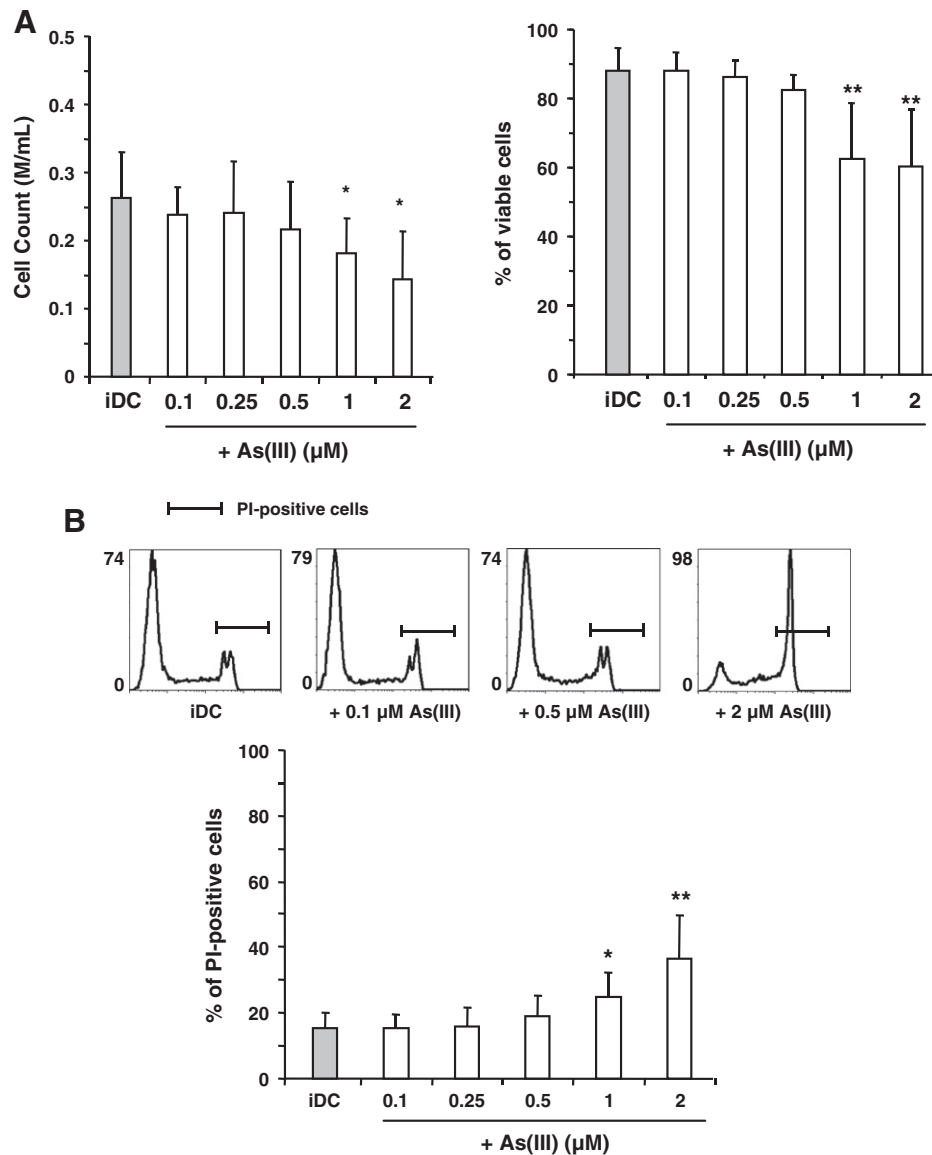 A
0.5
0.4
0.3
0.2
0.1
0
Cell Count (M/mL)
* *
iDC 0.1 0.25 0.5 1 2
+ As(III) (µM)
100
80
60
40
20
0
% of viable cells
** **
iDC 0.1 0.25 0.5 1 2
+ As(III) (µM)
B
PI-positive cells
74
0
iDC
79
0
+ 0.1 µM As(III)
74
0
+ 0.5 µM As(III)
98
0
+ 2 µM As(III)
100
80
60
40
20
0
% of PI-positive cells
* **
iDC 0.1 0.25 0.5 1 2
+ As(III) (µM)